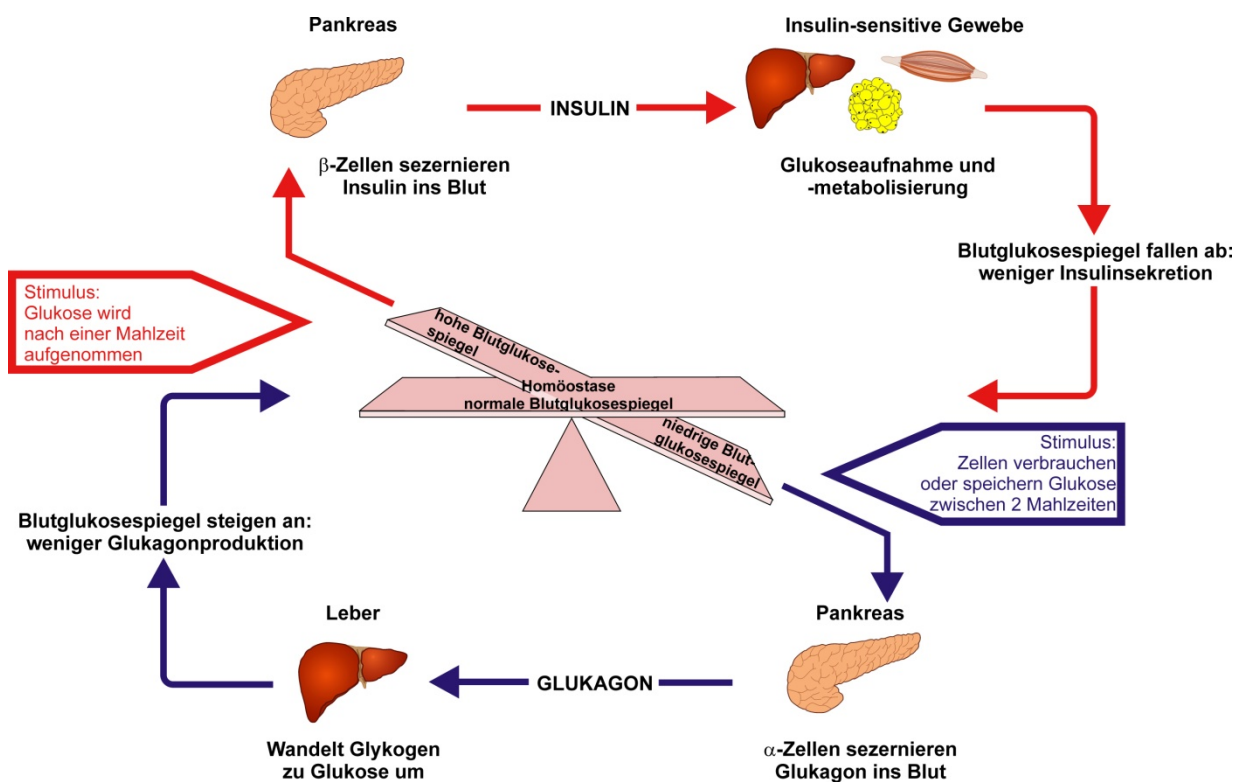 Pankreas
Insulin-sensitive Gewebe
INSULIN
β-Zellen sezernieren
Insulin ins Blut
Glukoseaufnahme und
-metabolisierung
Blutglukosespiegel fallen ab:
weniger Insulinsekretion
Stimulus:
Glukose wird
nach einer Mahlzeit
aufgenommen
hohe Blutglukose-
spiegel
Homöostase
normale Blutglukosespiegel
niedrige Blut-
glukosespiegel
Stimulus:
Zellen verbrauchen
oder speichern Glukose
zwischen 2 Mahlzeiten
Blutglukosespiegel steigen an:
weniger Glukagonproduktion
Leber
Pankreas
GLUKAGON
Wandelt Glykogen
zu Glukose um
α-Zellen sezernieren
Glukagon ins Blut